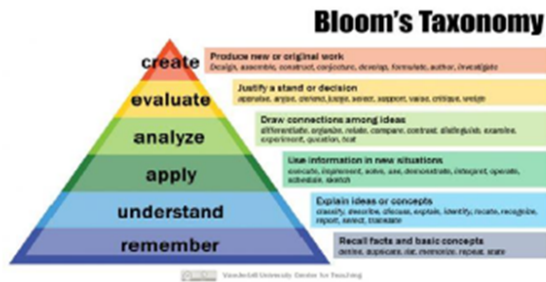 Bloom's Taxonomy
create
Produce new or original work
Design, assemble, construct, conjecture, develop, formulate, author, investigate
evaluate
Justify a stand or decision
appraise, argue, defend, judge, select, support, value, critique, weigh
analyze
Draw connections among ideas
differentiate, organize, relate, compare, contrast, distinguish, examine,
experiment, question, test
apply
Use information in new situations
execute, implement, solve, use, demonstrate, interpret, operate,
schedule, sketch
understand
Explain ideas or concepts
classify, describe, discuss, explain, identify, locate, recognize,
report, select, translate
remember
Recall facts and basic concepts
define, duplicate, list, memorize, repeat, state
Vanderbilt University Center for Teaching